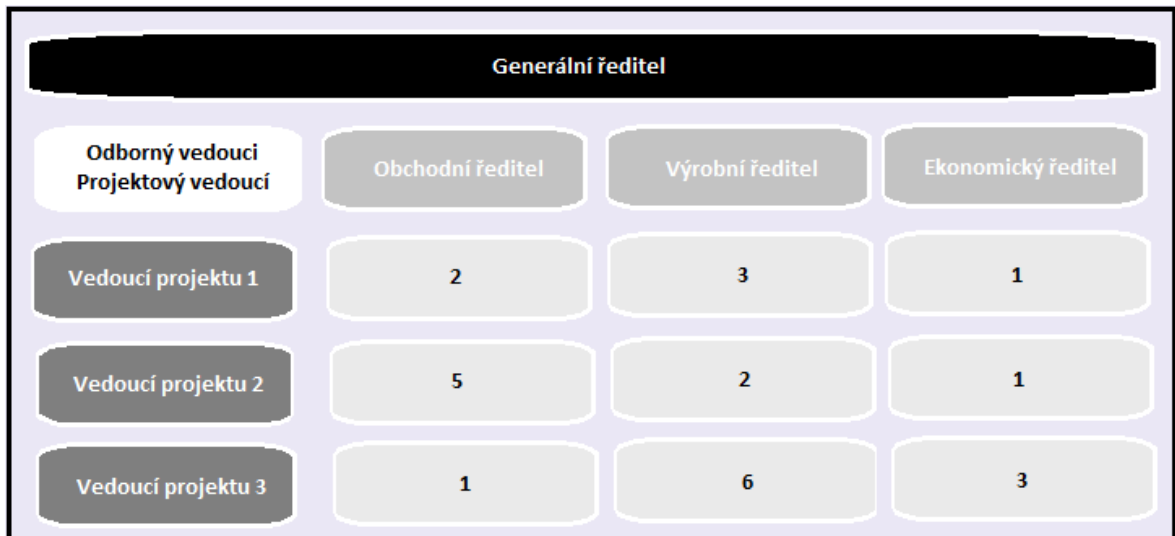 Generální ředitel
Odborný vedouci
Projektový vedoucí
Obchodní ředitel
Výrobní ředitel
Ekonomický ředitel
Vedoucí projektu 1
2
3
1
Vedoucí projektu 2
5
2
1
Vedoucí projektu 3
1
6
3